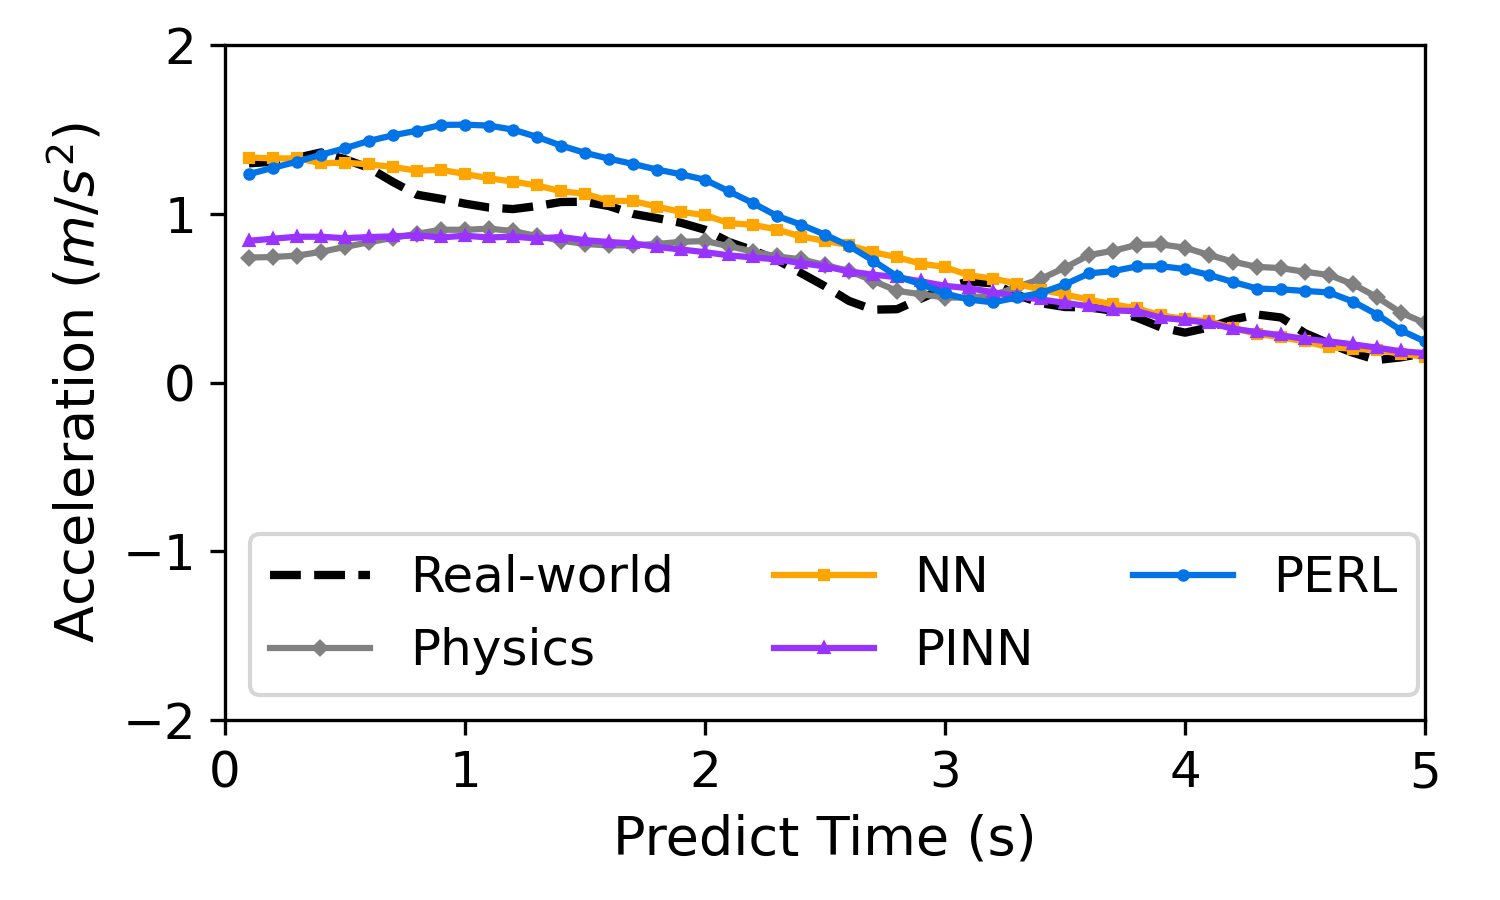 2
1
0
−1
−2
Acceleration (m/s²)
Real-world
NN
PERL
Physics
PINN
0 1 2 3 4 5
Predict Time (s)